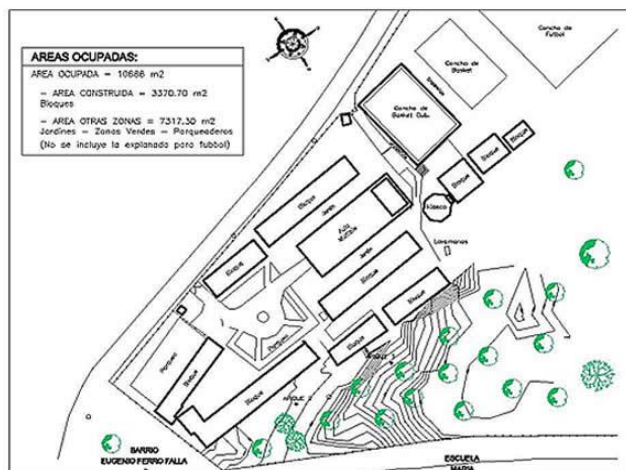 AREAS OCUPADAS:
AREA OCUPADA = 10688 m2
- AREA CONSTRUIDA = 3370.70 m2
Bloques
- AREA OTRAS ZONAS = 7317.30 m2
Jardines - Zonas Verdes - Parqueaderos
(No se incluye la explanada para futbol)
Cancha de
Futbol
Cancha de
Basket
Cancha de
Basket Cub.
Bloque
Bloque
Bloque
Kiosco
Lavamanos
Bloque
Jardin
Aula
Multiple
Jardin
Bloque
Bloque
Bloque
Parqueo
Parqueo
Bloque
Bloque
Bloque
BARRIO
EUGENIO FERRO FALLA
ESCUELA
MARIA